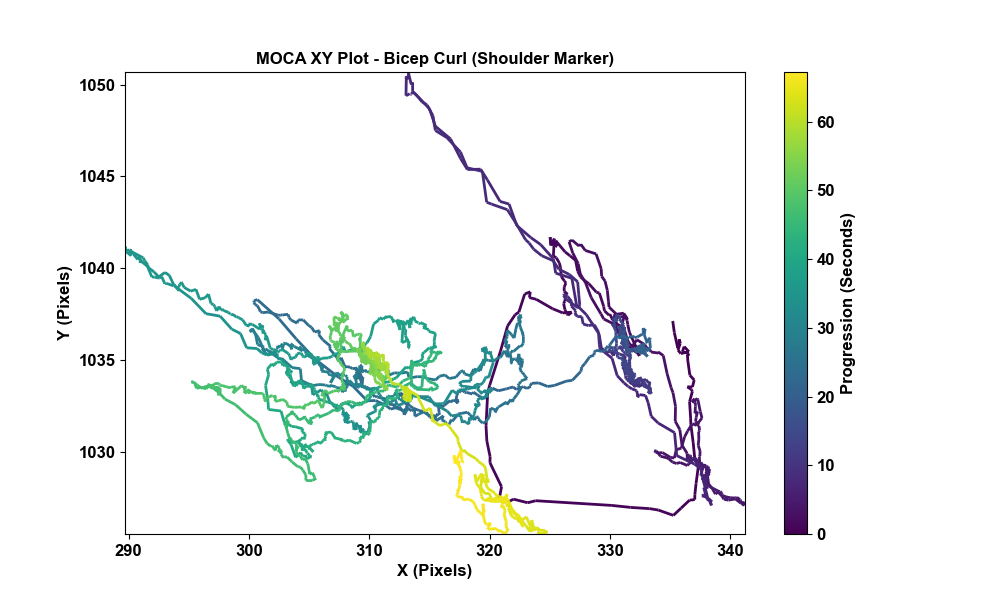 MOCA XY Plot - Bicep Curl (Shoulder Marker)
1050
1045
1040
1035
1030
Y (Pixels)
290 300 310 320 330 340
X (Pixels)
60
50
40
30
20
10
0
Progression (Seconds)